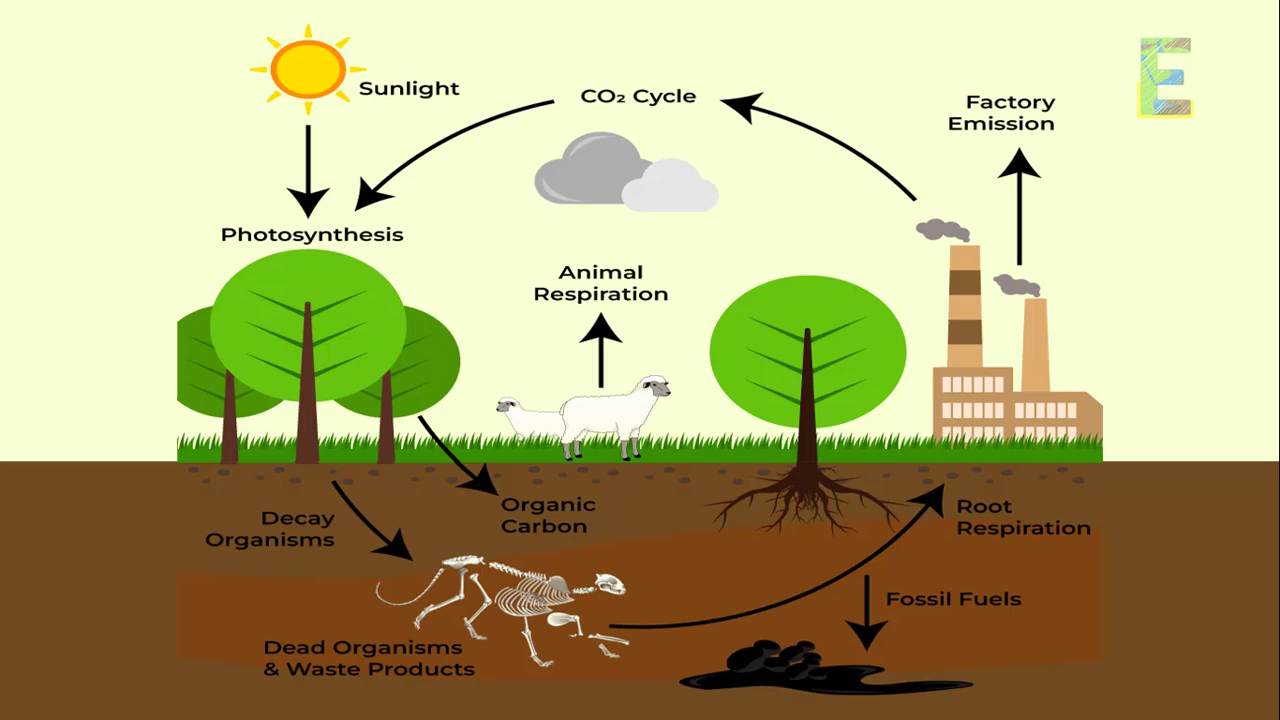 Sunlight
CO₂ Cycle
E
Factory
Emission
Photosynthesis
Animal
Respiration
Organic
Carbon
Root
Respiration
Decay
Organisms
Fossil Fuels
Dead Organisms
& Waste Products